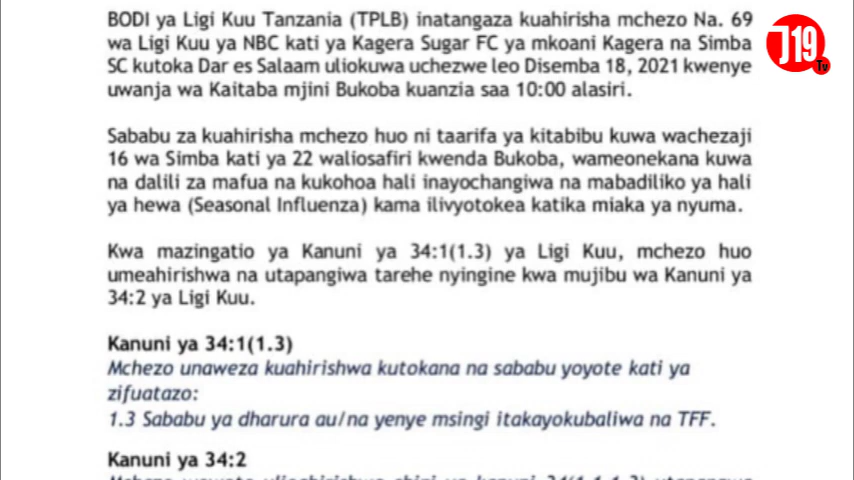 BODI ya Ligi Kuu Tanzania (TPLB) inatangaza kuahirisha mchezo Na. 69
wa Ligi Kuu ya NBC kati ya Kagera Sugar FC ya mkoani Kagera na Simba
SC kutoka Dar es Salaam uliokuwa uchezwe leo Disemba 18, 2021 kwenye
uwanja wa Kaitaba mjini Bukoba kuanzia saa 10:00 alasiri.
Sababu za kuahirisha mchezo huo ni taarifa ya kitabibu kuwa wachezaji
16 wa Simba kati ya 22 waliosafiri kwenda Bukoba, wameonekana kuwa
na dalili za mafua na kukohoa hali inayochangiwa na mabadiliko ya hali
ya hewa (Seasonal Influenza) kama ilivyotokea katika miaka ya nyuma.
Kwa mazingatio ya Kanuni ya 34:1(1.3) ya Ligi Kuu, mchezo huo
umeahirishwa na utapangiwa tarehe nyingine kwa mujibu wa Kanuni ya
34:2 ya Ligi Kuu.
Kanuni ya 34:1(1.3)
Mchezo unaweza kuahirishwa kutokana na sababu yoyote kati ya
zifuatazo:
1.3 Sababu ya dharura au/na yenye msingi itakayokubaliwa na TFF.
Kanuni ya 34:2
J19
Tv